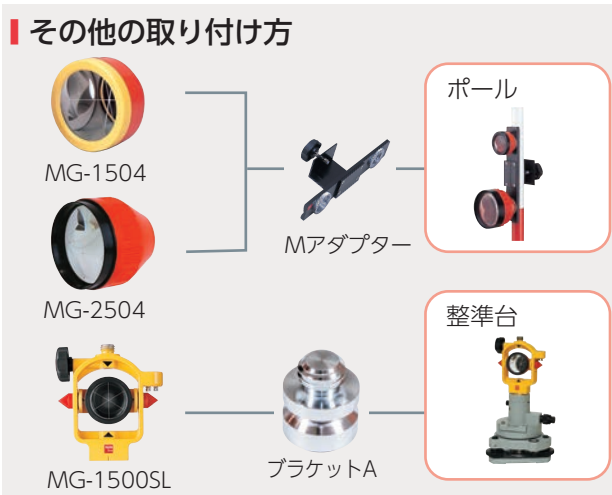 その他の取り付け方
MG-1504
MG-2504
Mアダプター
ポール
MG-1500SL
ブラケットA
整準台